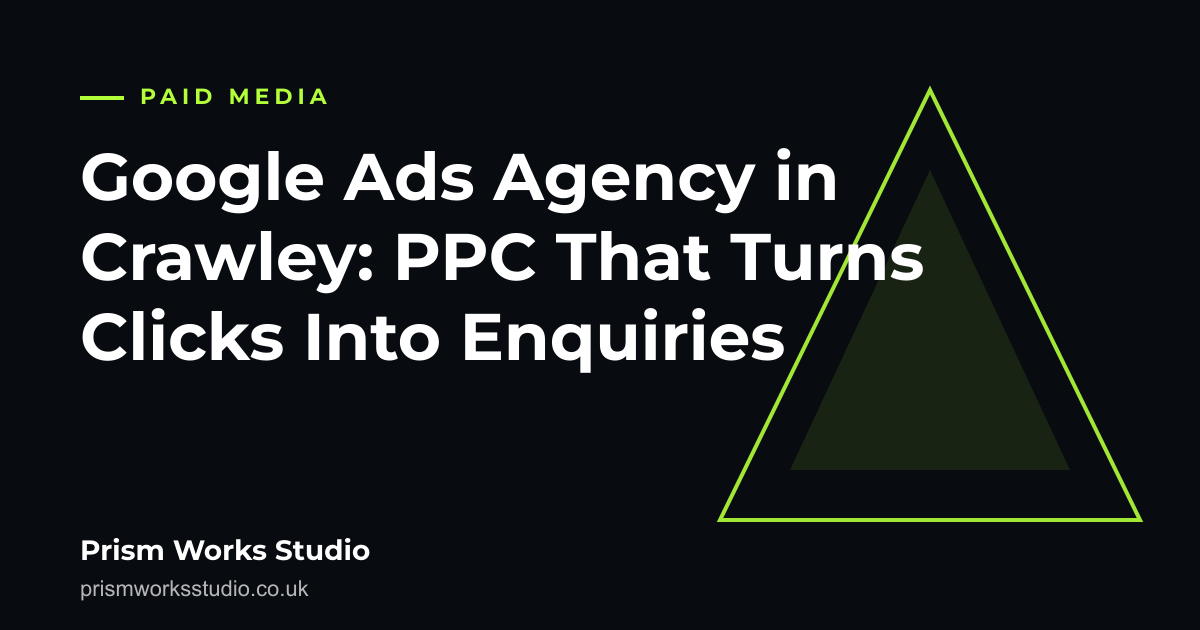 PAID MEDIA
Google Ads Agency in
Crawley: PPC That Turns
Clicks Into Enquiries
Prism Works Studio
prismworksstudio.co.uk